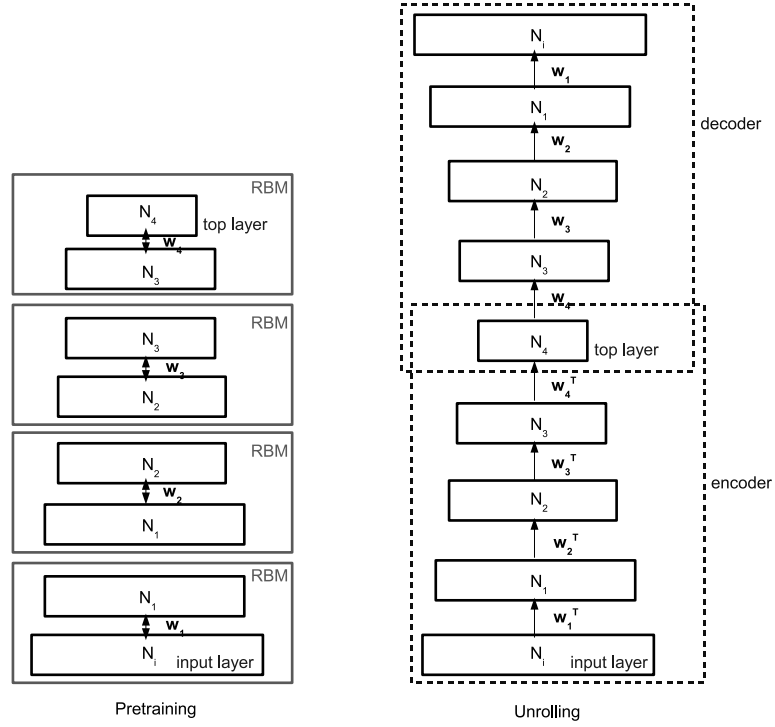 RBM
N₄
top layer
w₄
N₃
RBM
N₃
w₃
N₂
RBM
N₂
w₂
N₁
RBM
N₁
w₁
Nᵢ input layer
Pretraining
Nᵢ
w₁
N₁
decoder
w₂
N₂
w₃
N₃
w₄
N₄ top layer
w₄ᵀ
N₃
w₃ᵀ
encoder
N₂
w₂ᵀ
N₁
w₁ᵀ
Nᵢ input layer
Unrolling